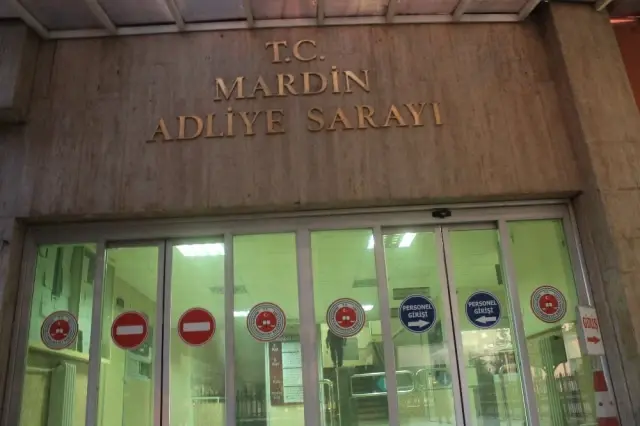 T.C.
MARDİN
ADLİYE SARAYI
PERSONEL
GİRİŞİ
PERSONEL
GİRİŞİ